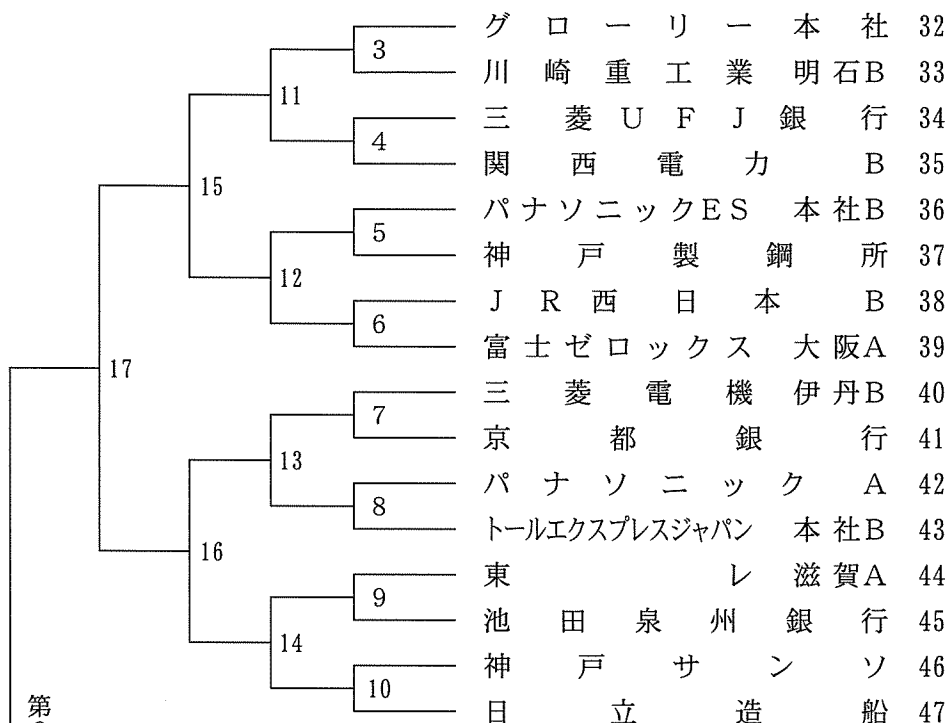 グローリー本社 32
3
川崎重工業明石B 33
11
三菱UFJ銀行 34
4
関西電力B 35
15
パナソニックES 本社B 36
5
神戸製鋼所 37
12
JR西日本B 38
6
富士ゼロックス 大阪A 39
17
三菱電機伊丹B 40
7
京都銀行 41
13
パナソニックA 42
8
トールエクスプレスジャパン 本社B 43
16
東レ滋賀A 44
9
池田泉州銀行 45
14
神戸サンソ 46
10
日立造船 47
第